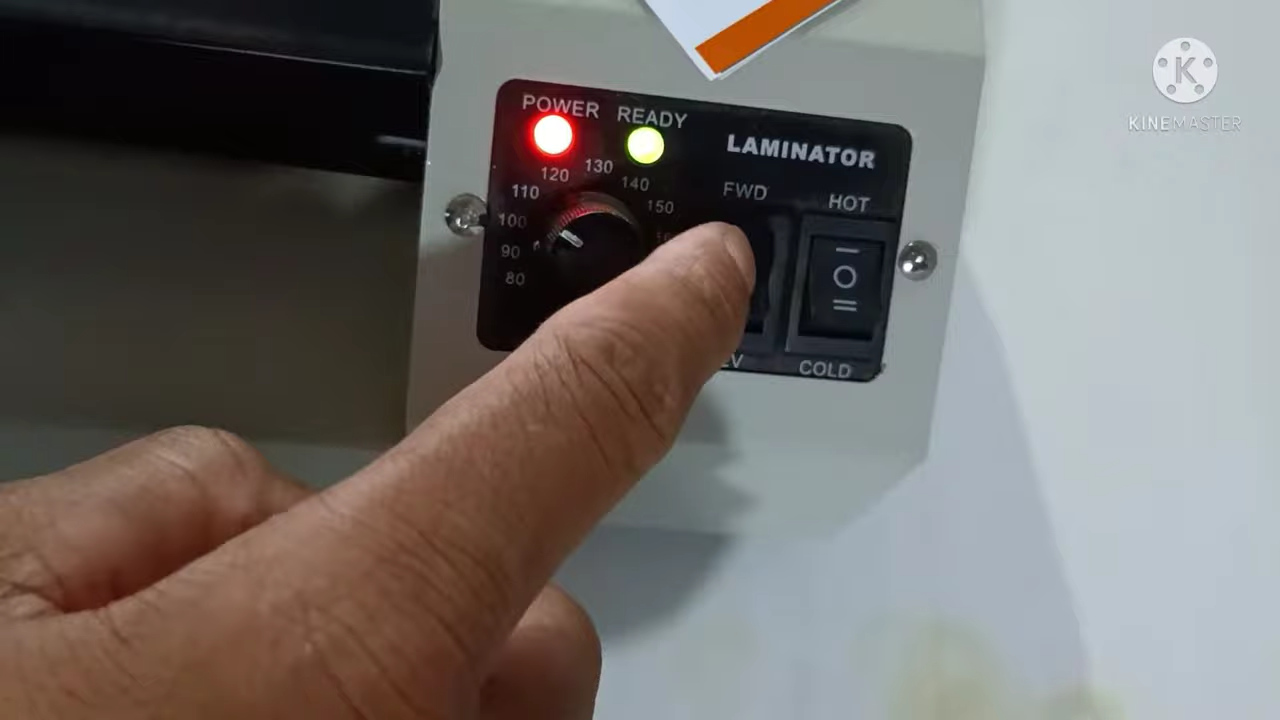 POWER READY
LAMINATOR
130
120
140
110
FWD
HOT
150
100
90
80
COLD
K
KINEMASTER